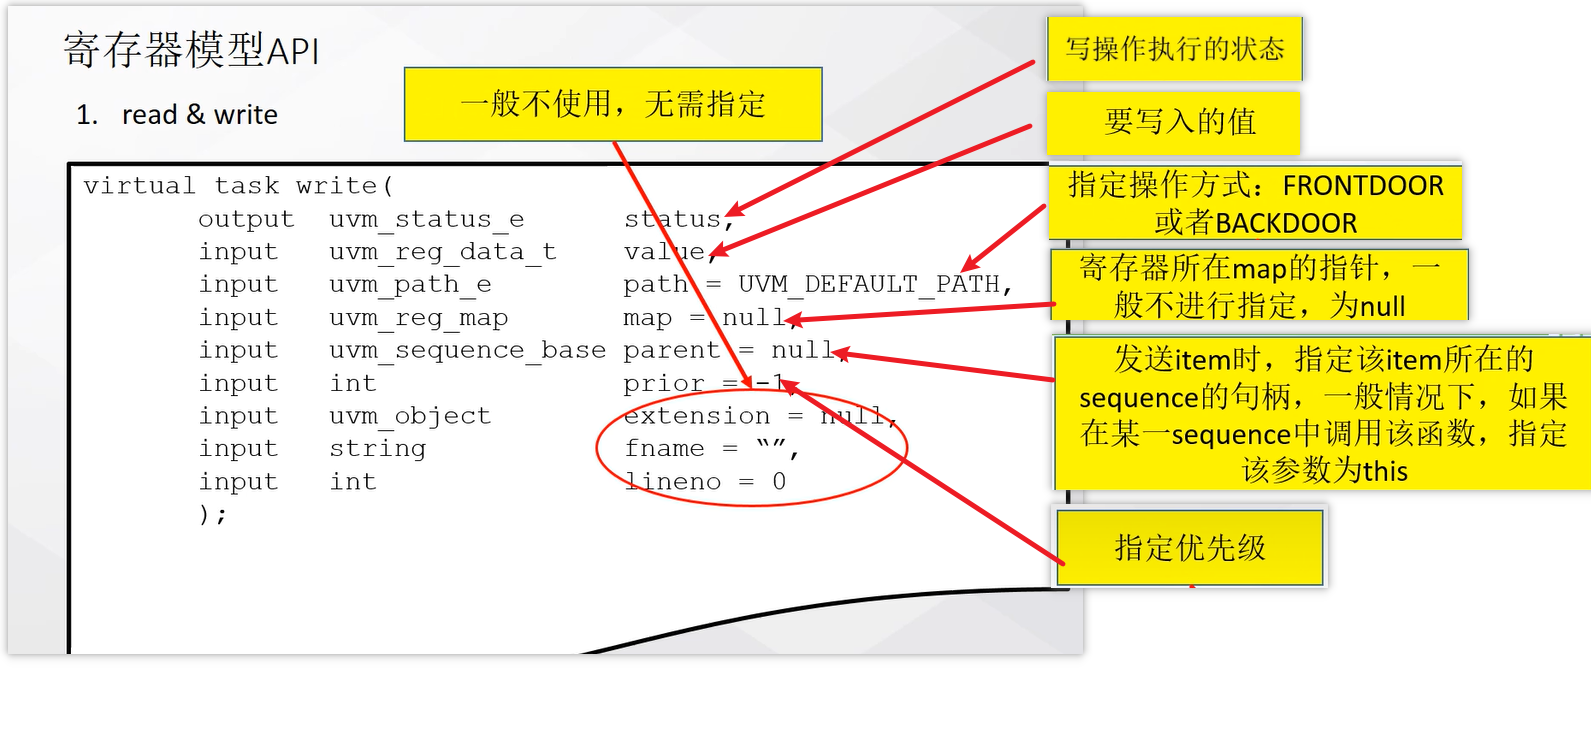 寄存器模型API
1. read & write
一般不使用，无需指定
virtual task write(
output uvm_status_e status,
input uvm_reg_data_t value,
input uvm_path_e path = UVM_DEFAULT_PATH,
input uvm_reg_map map = null,
input uvm_sequence_base parent = null,
input int prior = -1,
input uvm_object extension = null,
input string fname = “”,
input int lineno = 0
);
写操作执行的状态
要写入的值
指定操作方式：FRONTDOOR
或者BACKDOOR
寄存器所在map的指针，一
般不进行指定，为null
发送item时，指定该item所在的
sequence的句柄，一般情况下，如果
在某一sequence中调用该函数，指定
该参数为this
指定优先级